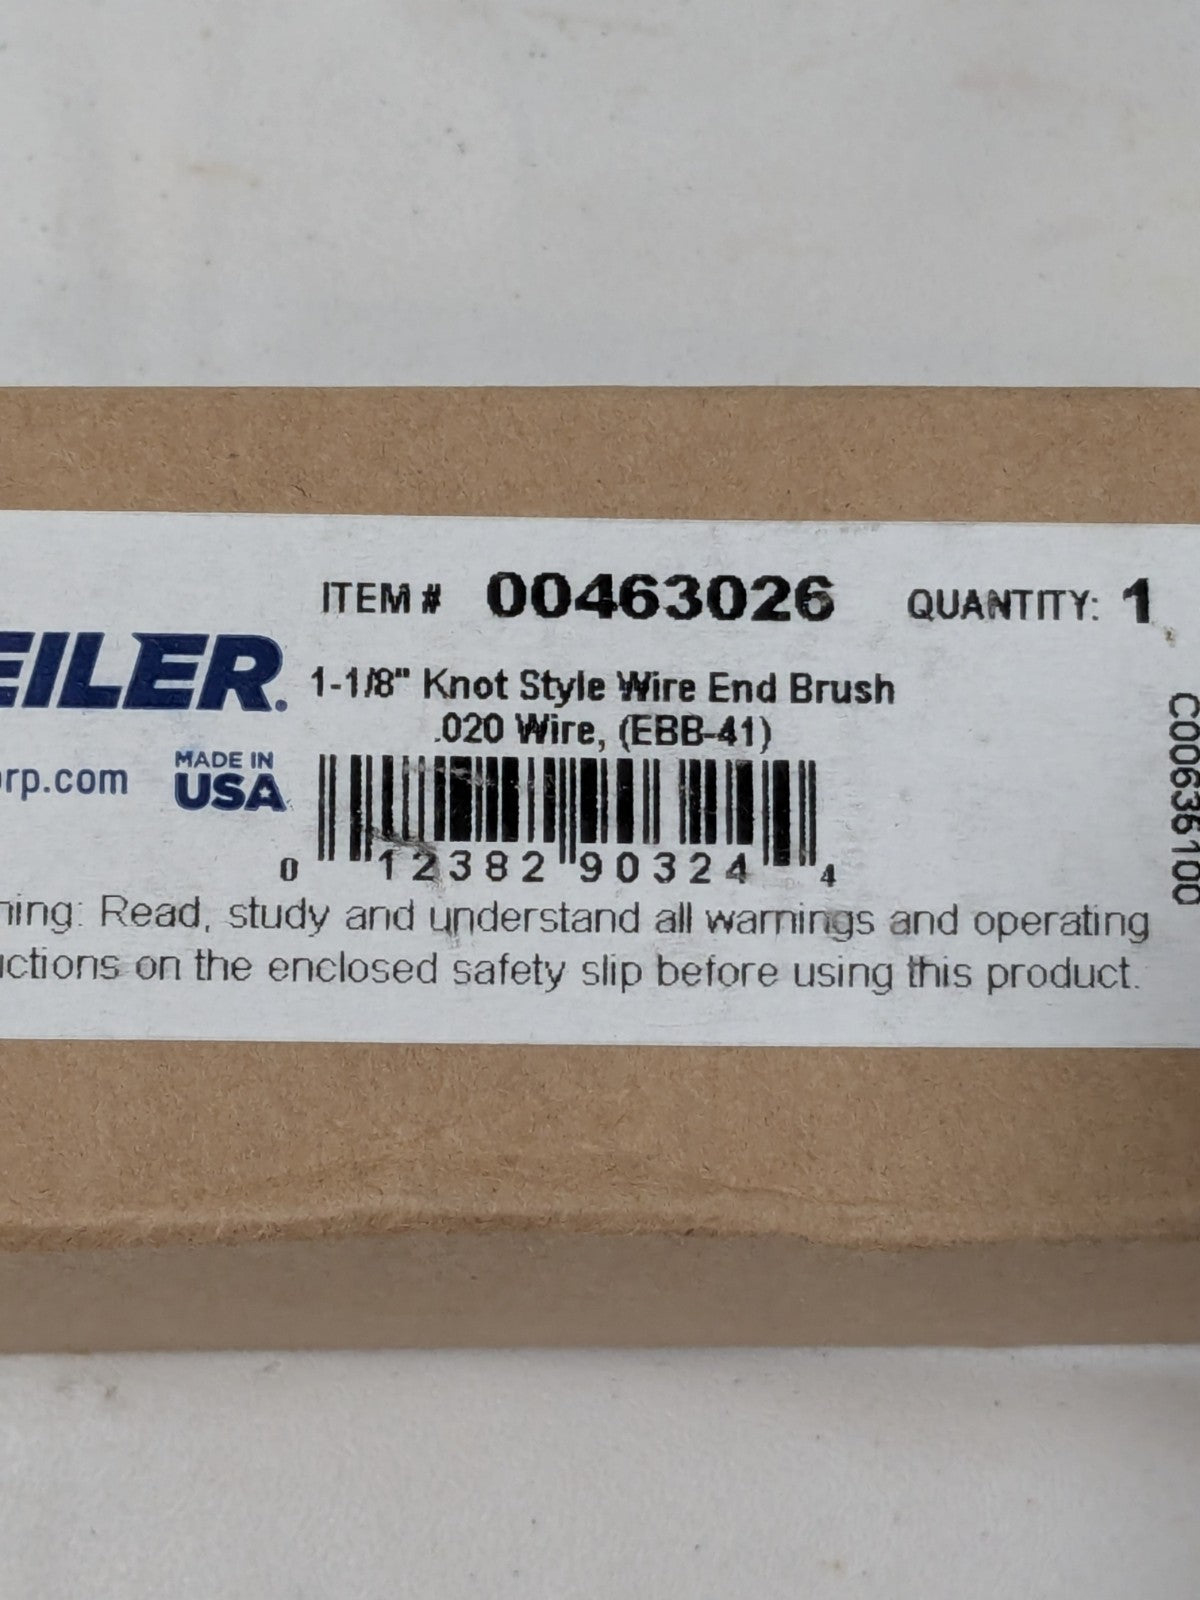 ITEM # 00463026 QUANTITY: 1
EILER.
1-1/8" Knot Style Wire End Brush
.020 Wire, (EBB-41)
rp.com
MADE IN
USA
0 12382 90324 4
ning: Read, study and understand all warnings and operating
uctions on the enclosed safety slip before using this product.
C00636100